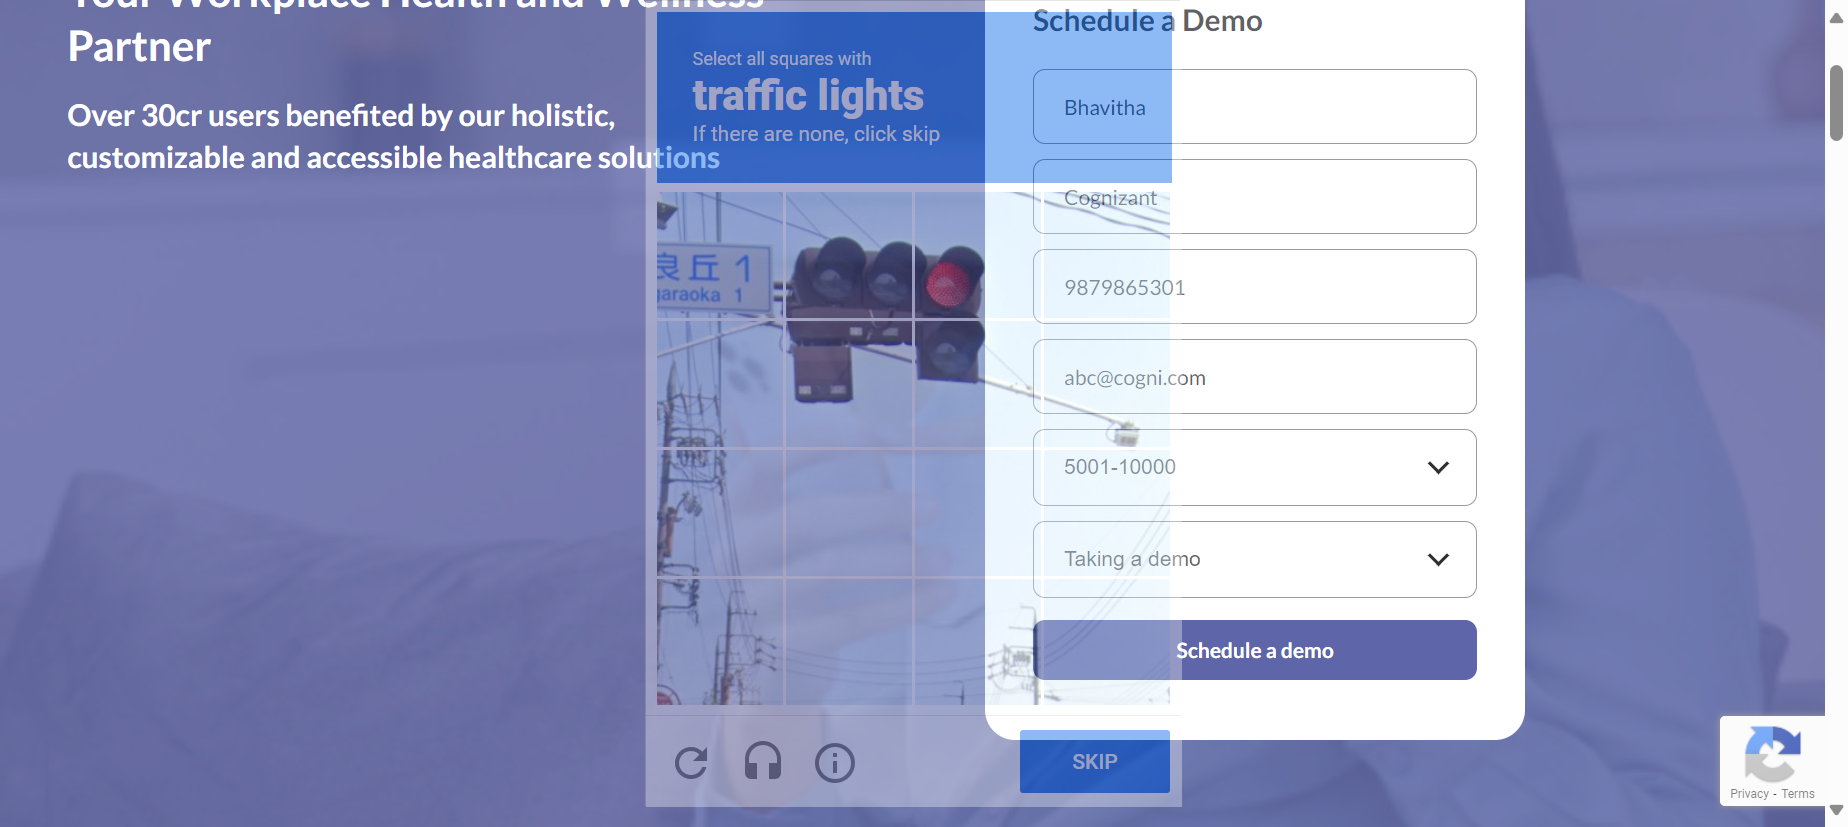 Your Workplace Health and Wellness
Partner
Over 30cr users benefited by our holistic,
customizable and accessible healthcare solutions
Select all squares with
traffic lights
If there are none, click skip
良丘 1
garaoka 1
SKIP
Schedule a Demo
Bhavitha
Cognizant
9879865301
abc@cogni.com
5001-10000
Taking a demo
Schedule a demo
Privacy - Terms